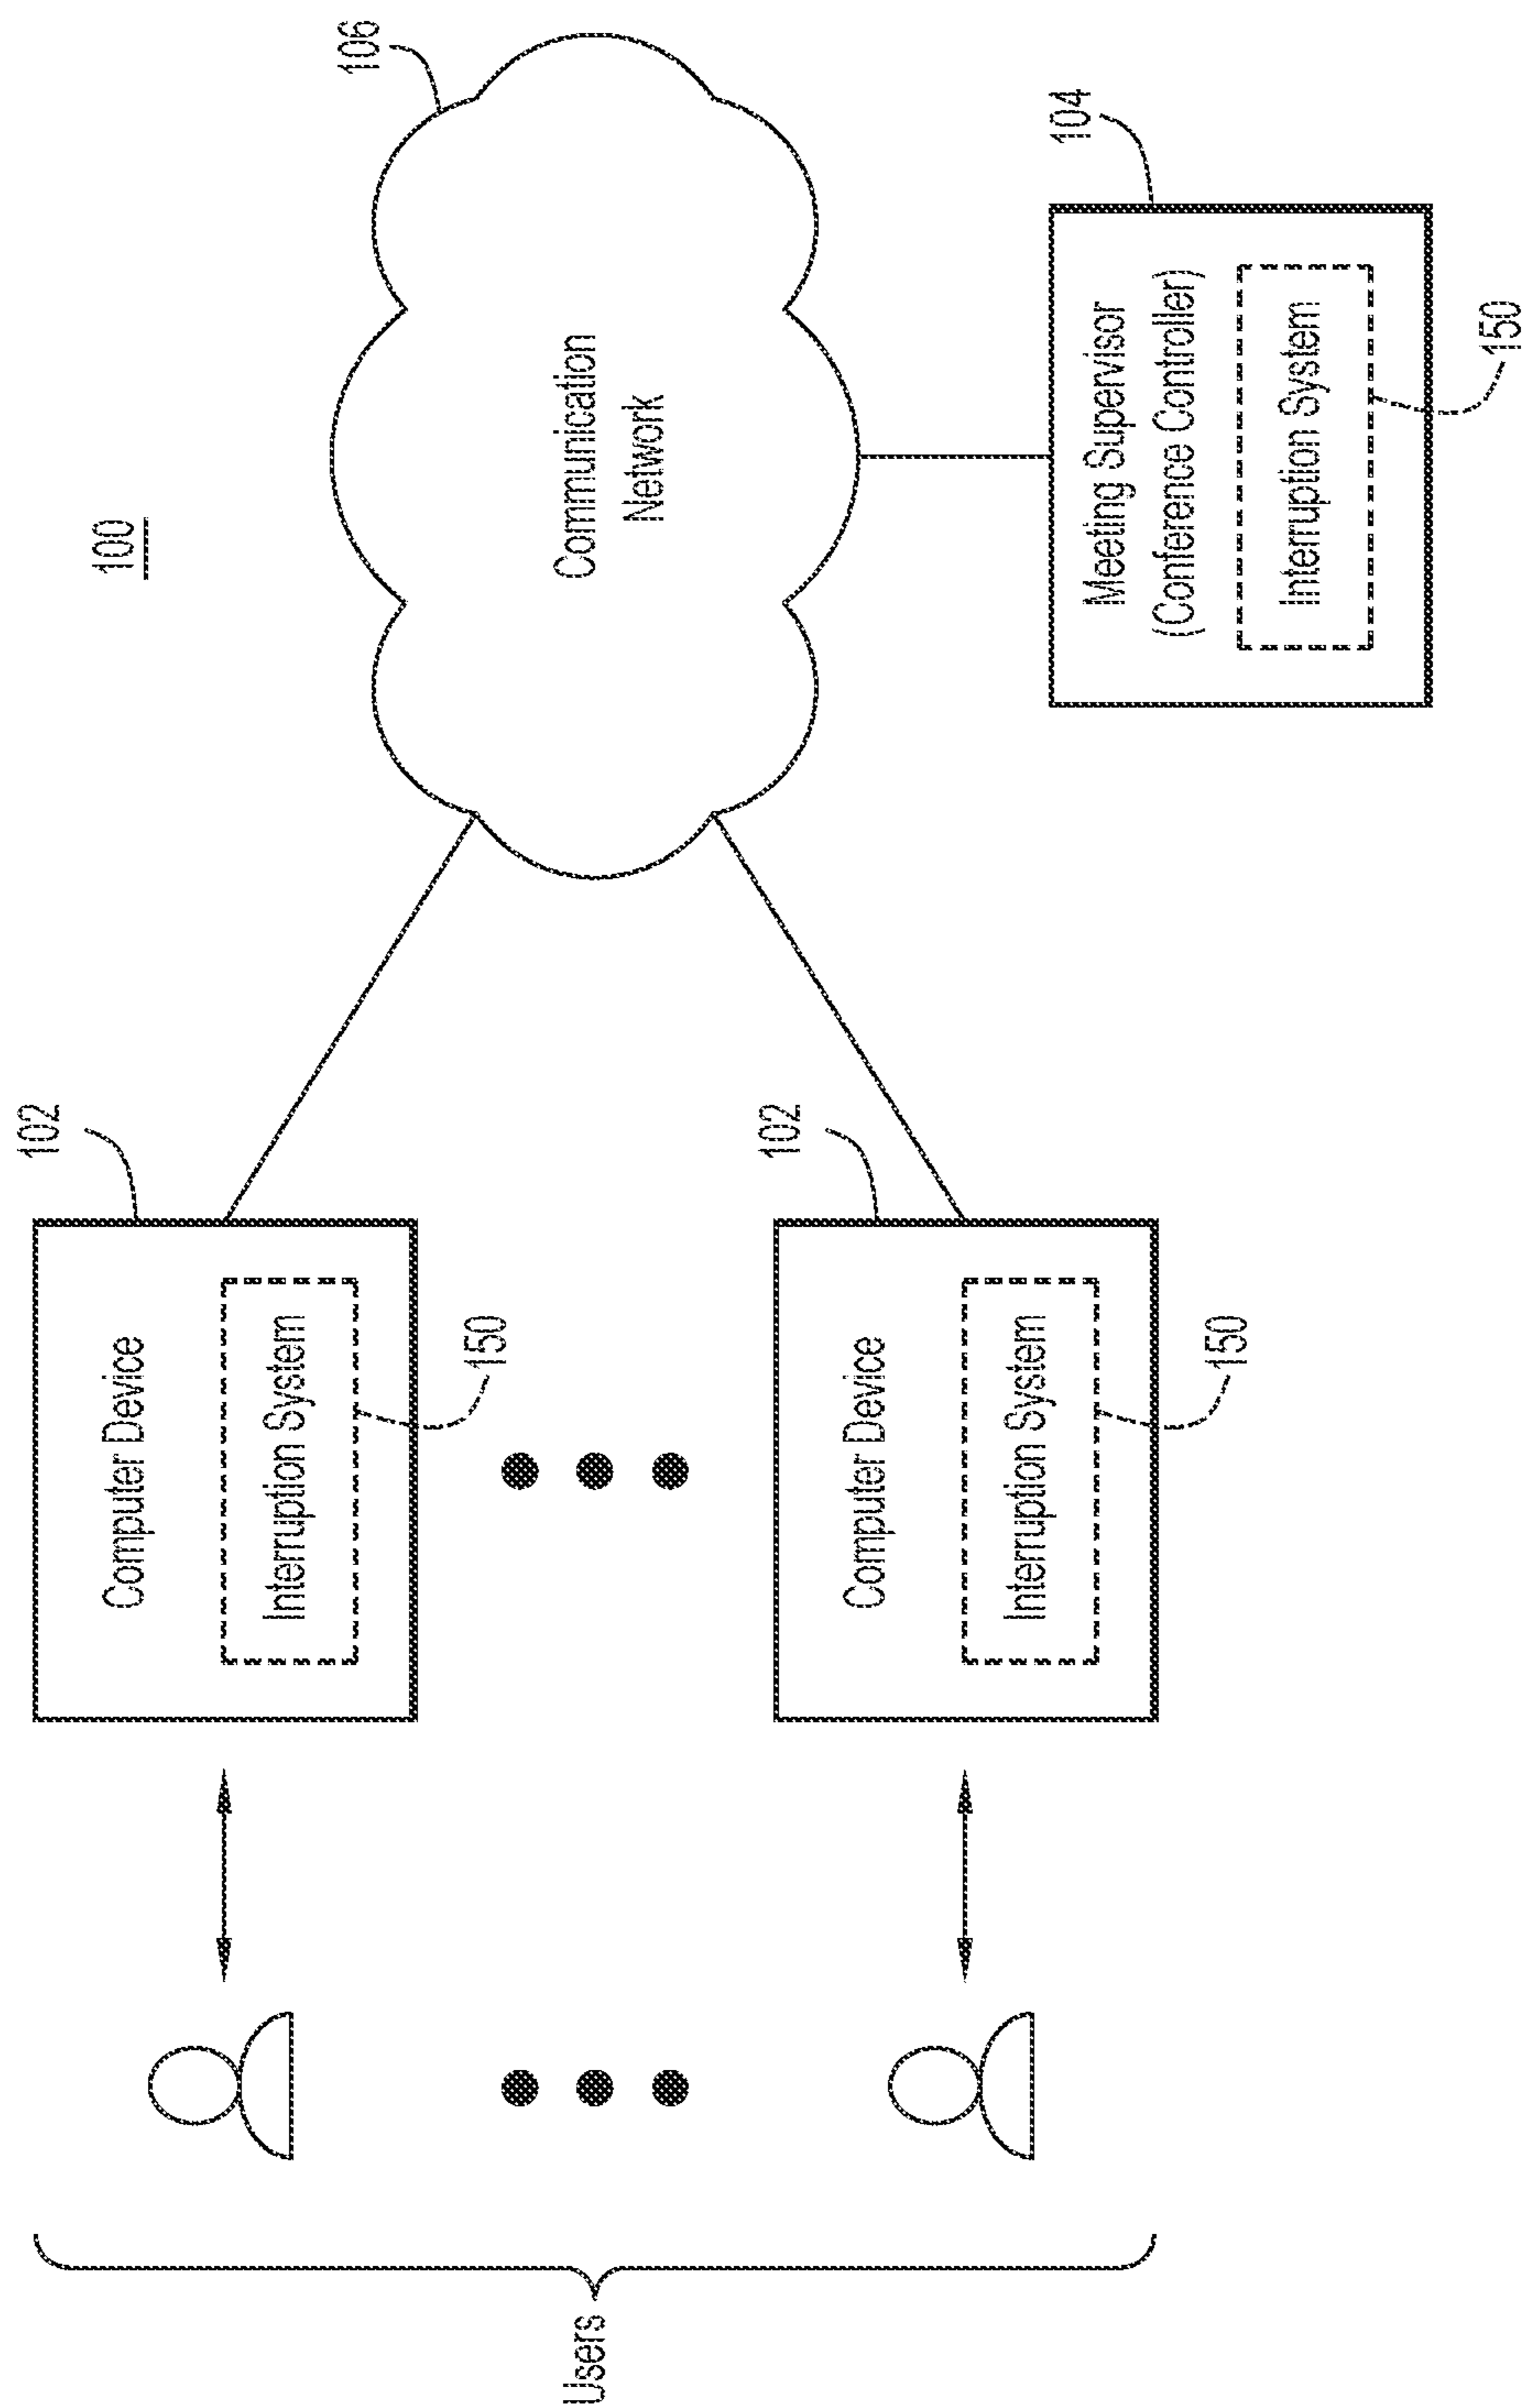 100
106
Communication
Network
102
Computer Device
Interruption System
150
Users
102
Computer Device
Interruption System
150
104
Meeting Supervisor
(Conference Controller)
Interruption System
150